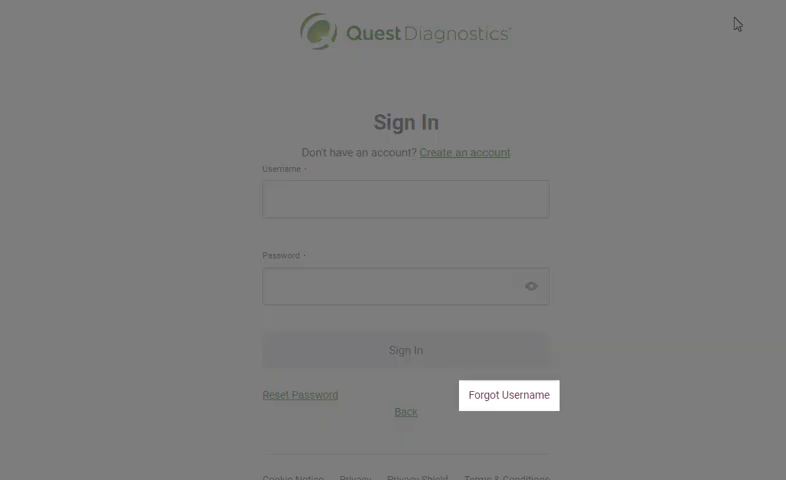 Quest Diagnostics
Sign In
Don't have an account? Create an account
Username *
Password *
Sign In
Reset Password
Forgot Username
Back
Cookie Notice Privacy Privacy Shield Terms & Conditions